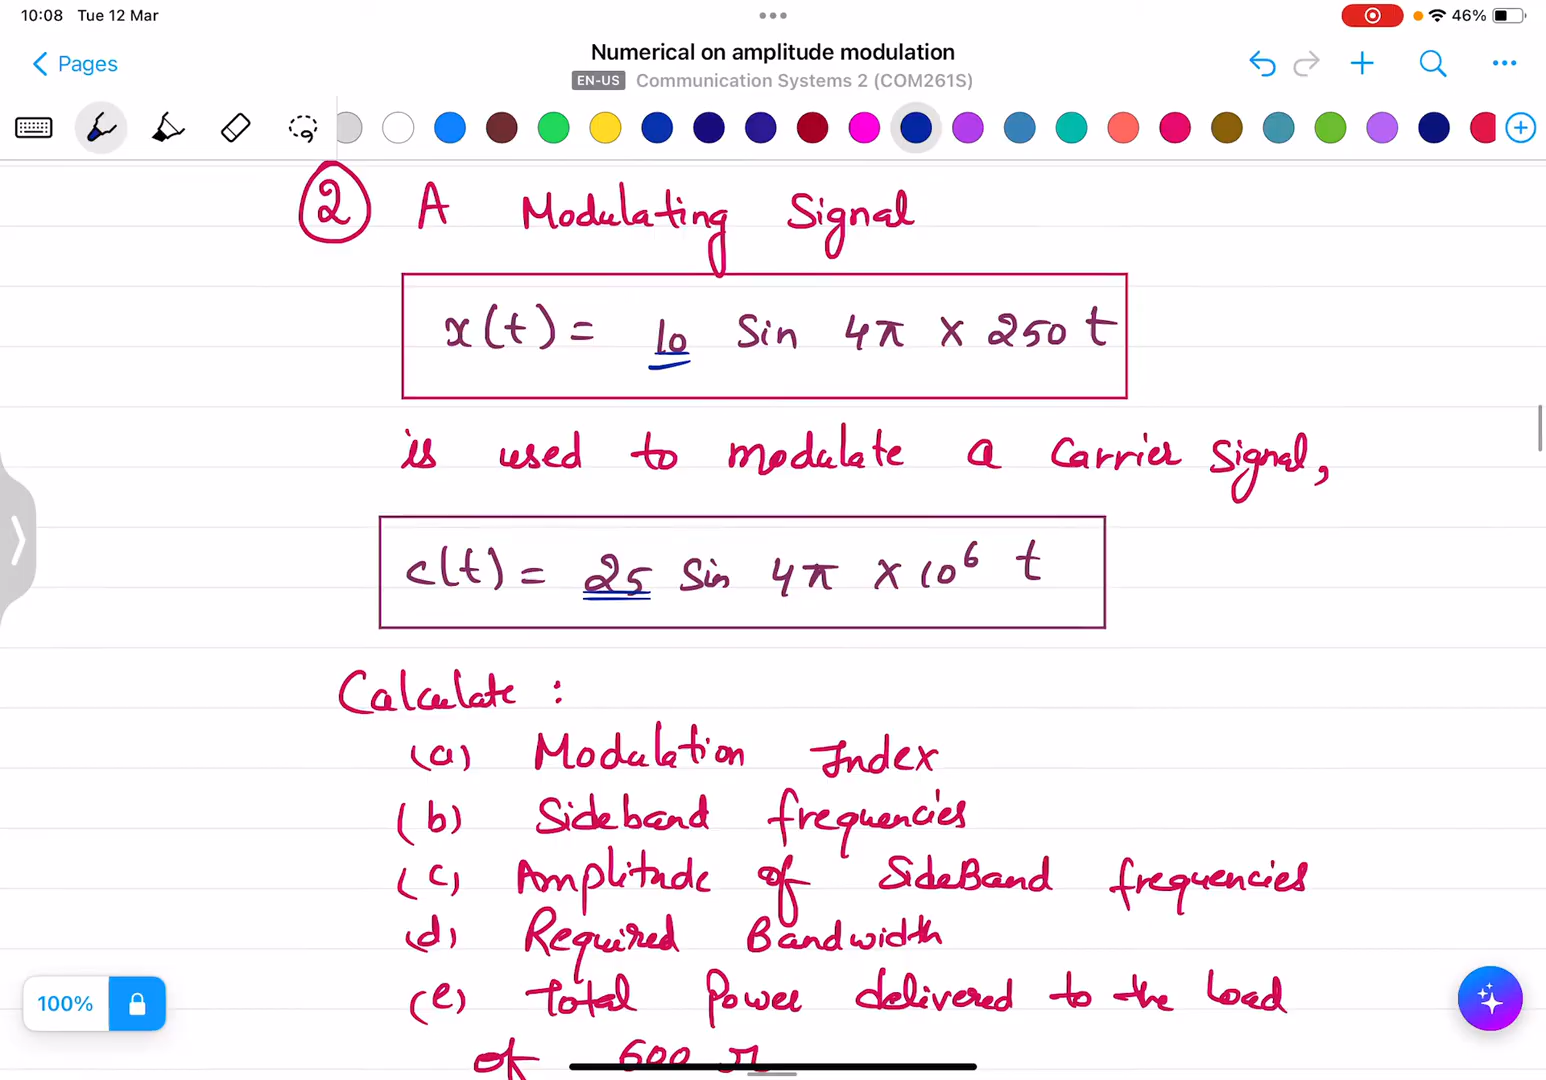 10:08 Tue 12 Mar
46%
Pages
Numerical on amplitude modulation
EN-US Communication Systems 2 (COM261S)
② A Modulating Signal
x(t) = 10 Sin 4π × 250 t
is used to modulate a Carrier Signal,
c(t) = 25 Sin 4π × 10⁶ t
Calculate :
(a) Modulation Index
(b) Sideband frequencies
(c) Amplitude of SideBand frequencies
(d) Required Bandwidth
(e) Total Power delivered to the Load
of 600 Ω
100%